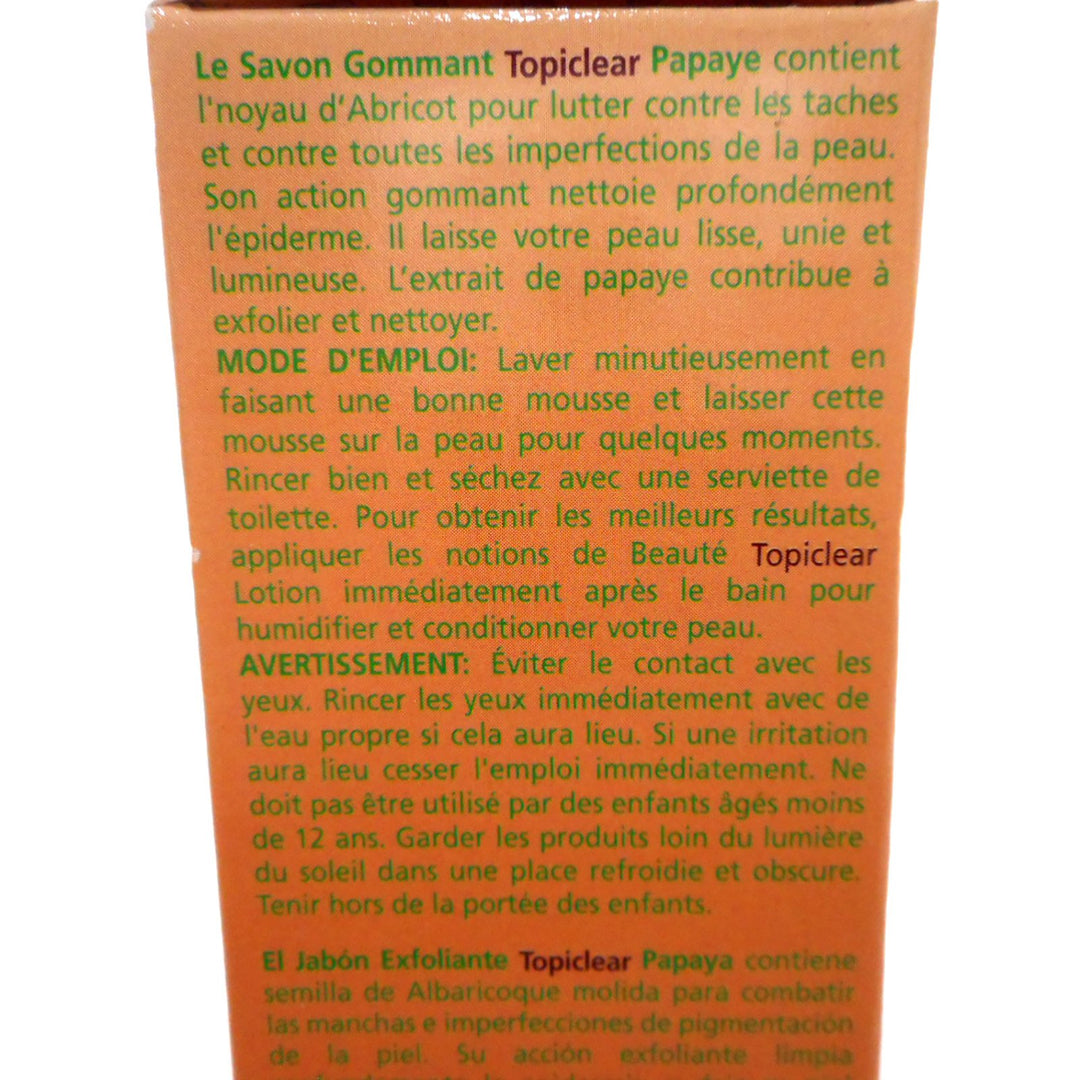 Le Savon Gommant Topiclear Papaye contient
l'noyau d'Abricot pour lutter contre les taches
et contre toutes les imperfections de la peau.
Son action gommant nettoie profondément
l'épiderme. Il laisse votre peau lisse, unie et
lumineuse. L'extrait de papaye contribue à
exfolier et nettoyer.
MODE D'EMPLOI: Laver minutieusement en
faisant une bonne mousse et laisser cette
mousse sur la peau pour quelques moments.
Rincer bien et séchez avec une serviette de
toilette. Pour obtenir les meilleurs résultats,
appliquer les notions de Beauté Topiclear
Lotion immédiatement après le bain pour
humidifier et conditionner votre peau.
AVERTISSEMENT: Éviter le contact avec les
yeux. Rincer les yeux immédiatement avec de
l'eau propre si cela aura lieu. Si une irritation
aura lieu cesser l'emploi immédiatement. Ne
doit pas être utilisé par des enfants âgés moins
de 12 ans. Garder les produits loin du lumière
du soleil dans une place refroidie et obscure.
Tenir hors de la portée des enfants.
El Jabón Exfoliante Topiclear Papaya contiene
semilla de Albaricoque molida para combatir
las manchas e imperfecciones de pigmentación
de la piel. Su acción exfoliante limpia